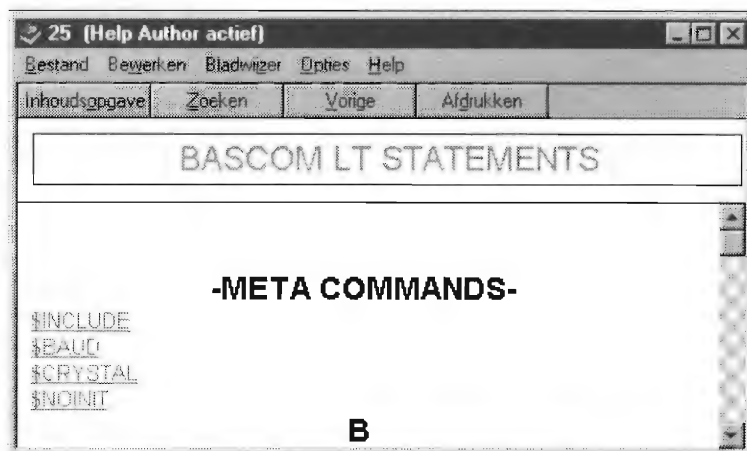 25 (Help Author actief)
Bestand Bewerken Bladwijzer Opties Help
Inhoudsopgave Zoeken Vorige Afdrukken
BASCOM LT STATEMENTS
-META COMMANDS-
$INCLUDE
$BAUD
$CRYSTAL
$NOINIT
B